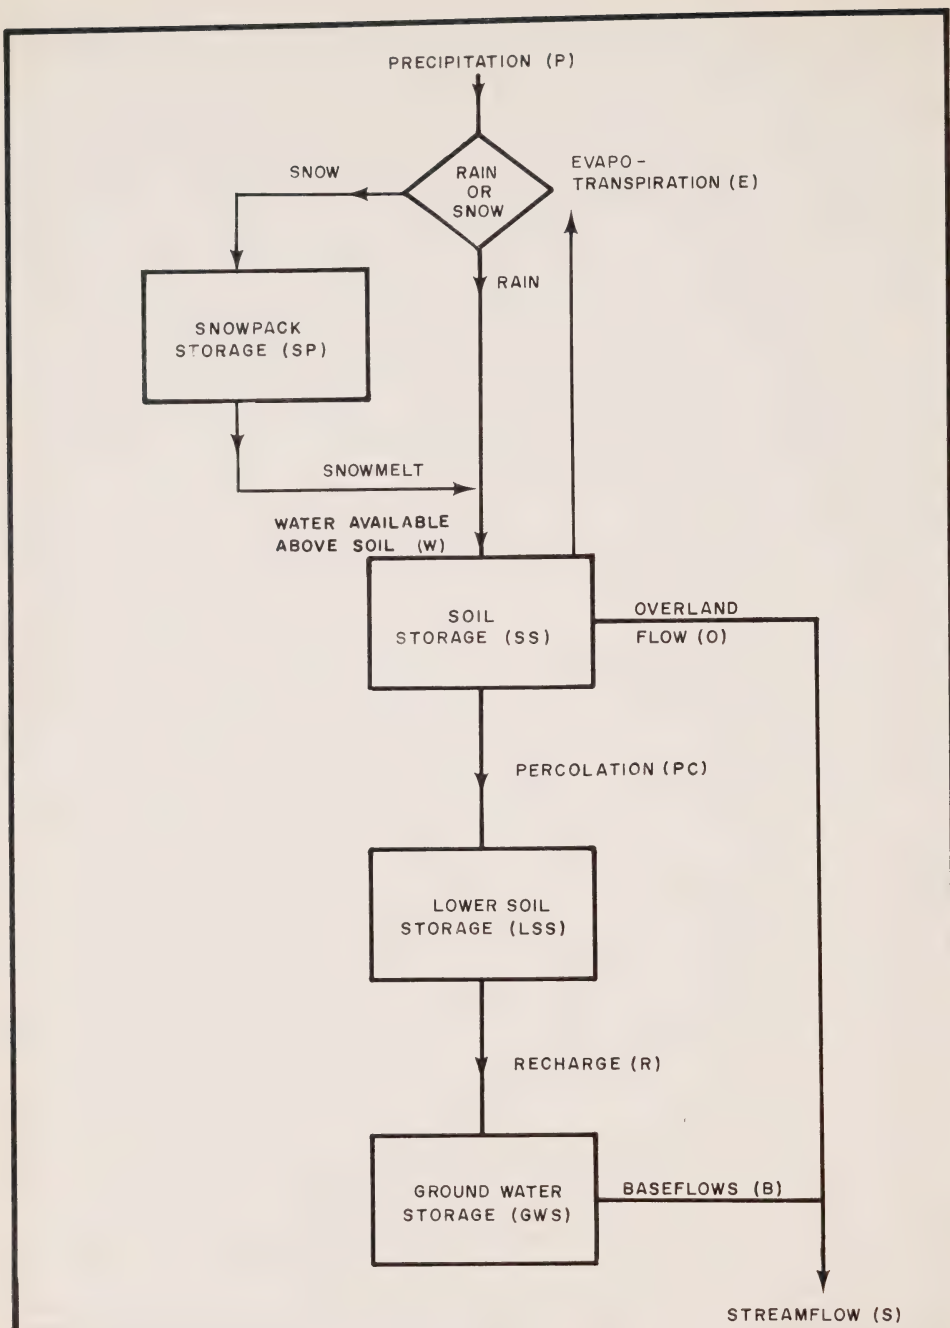 PRECIPITATION (P)
RAIN
OR
SNOW
SNOW
EVAPO-
TRANSPIRATION (E)
RAIN
SNOWPACK
STORAGE (SP)
SNOWMELT
WATER AVAILABLE
ABOVE SOIL (W)
SOIL
STORAGE (SS)
OVERLAND
FLOW (O)
PERCOLATION (PC)
LOWER SOIL
STORAGE (LSS)
RECHARGE (R)
GROUND WATER
STORAGE (GWS)
BASEFLOWS (B)
STREAMFLOW (S)